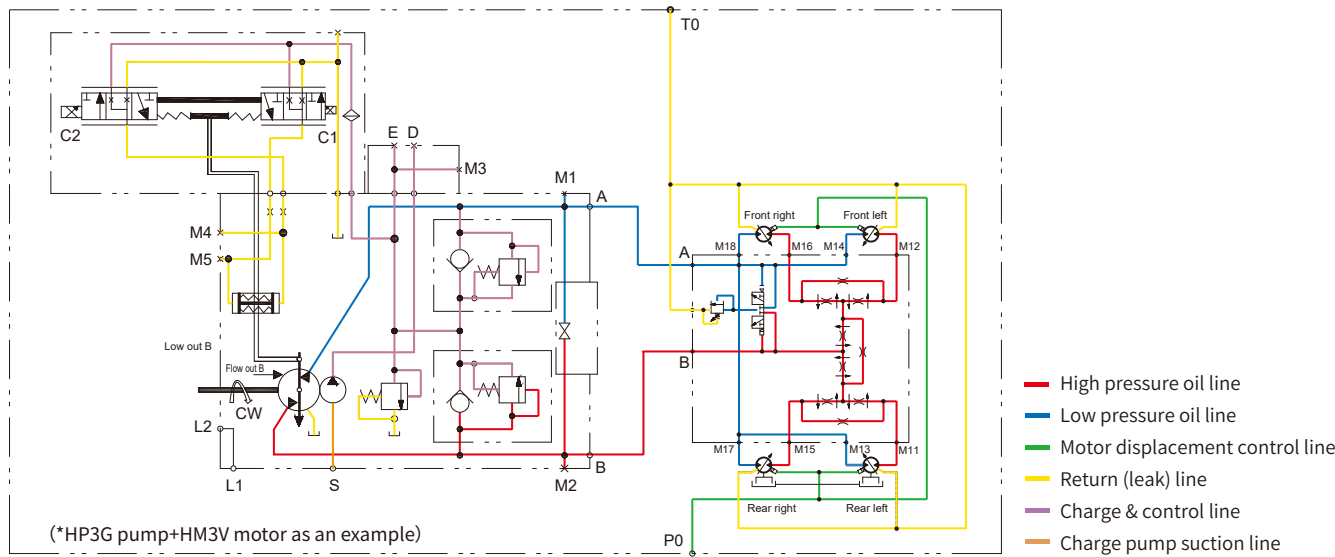 T0
C2
C1
E
D
M3
M1
A
M4
M5
Front right
Front left
M18
M16
M14
M12
A
Low out B
Flow out B
B
CW
L2
L1
S
M2
B
M17
M15
M13
M11
Rear right
Rear left
P0
(*HP3G pump+HM3V motor as an example)
High pressure oil line
Low pressure oil line
Motor displacement control line
Return (leak) line
Charge & control line
Charge pump suction line